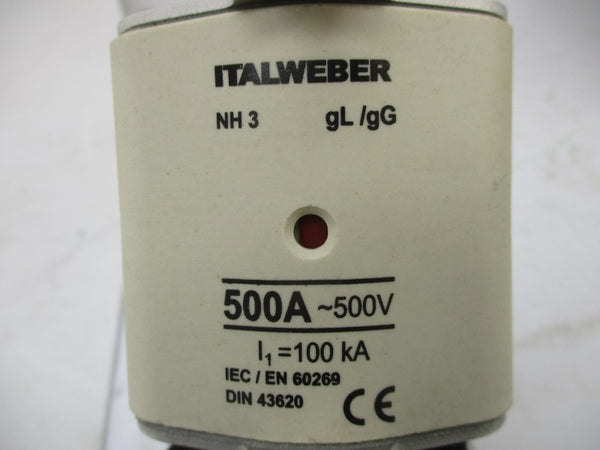 ITALWEBER
NH 3 gL /gG
500A ~500V
I₁ =100 kA
IEC / EN 60269
DIN 43620 CE